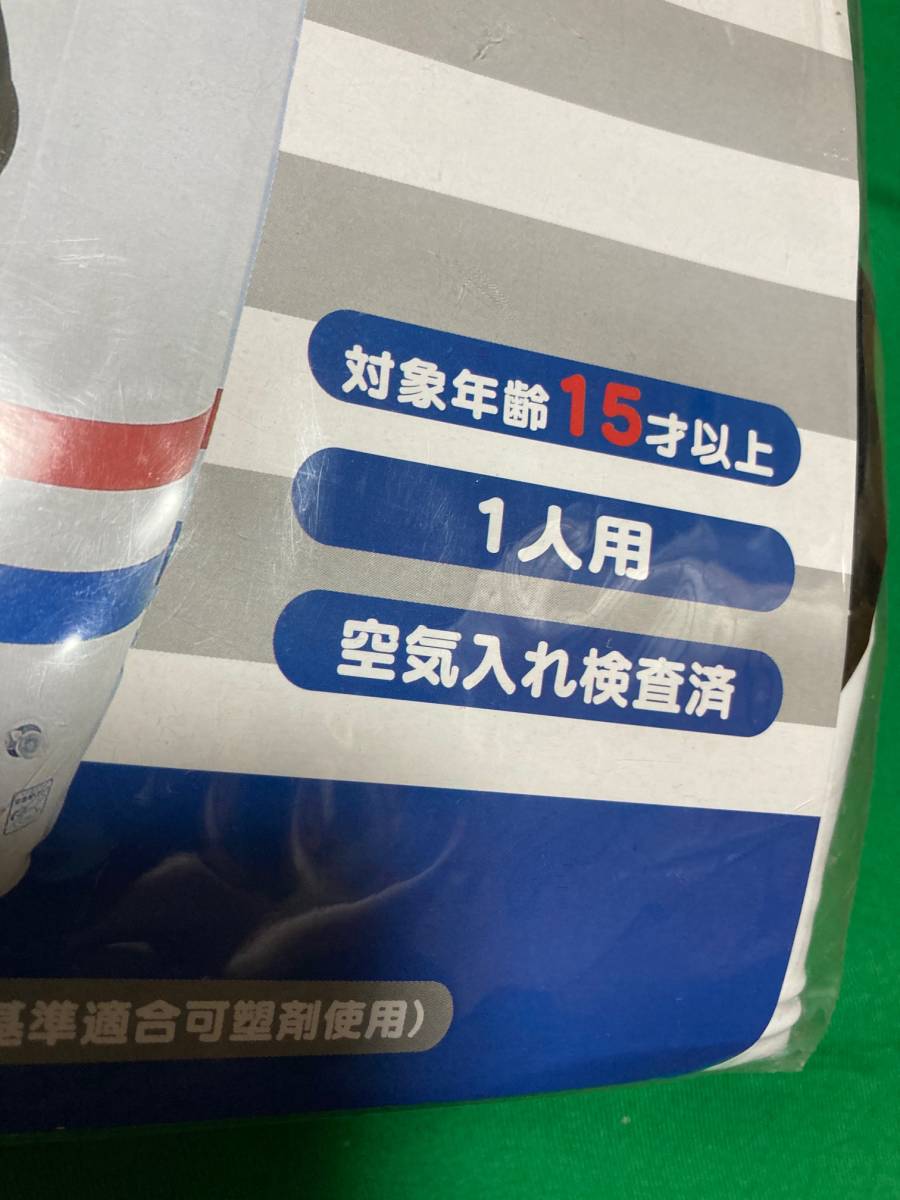 対象年齢15才以上
1人用
空気入れ検査済
基準適合可塑剤使用）